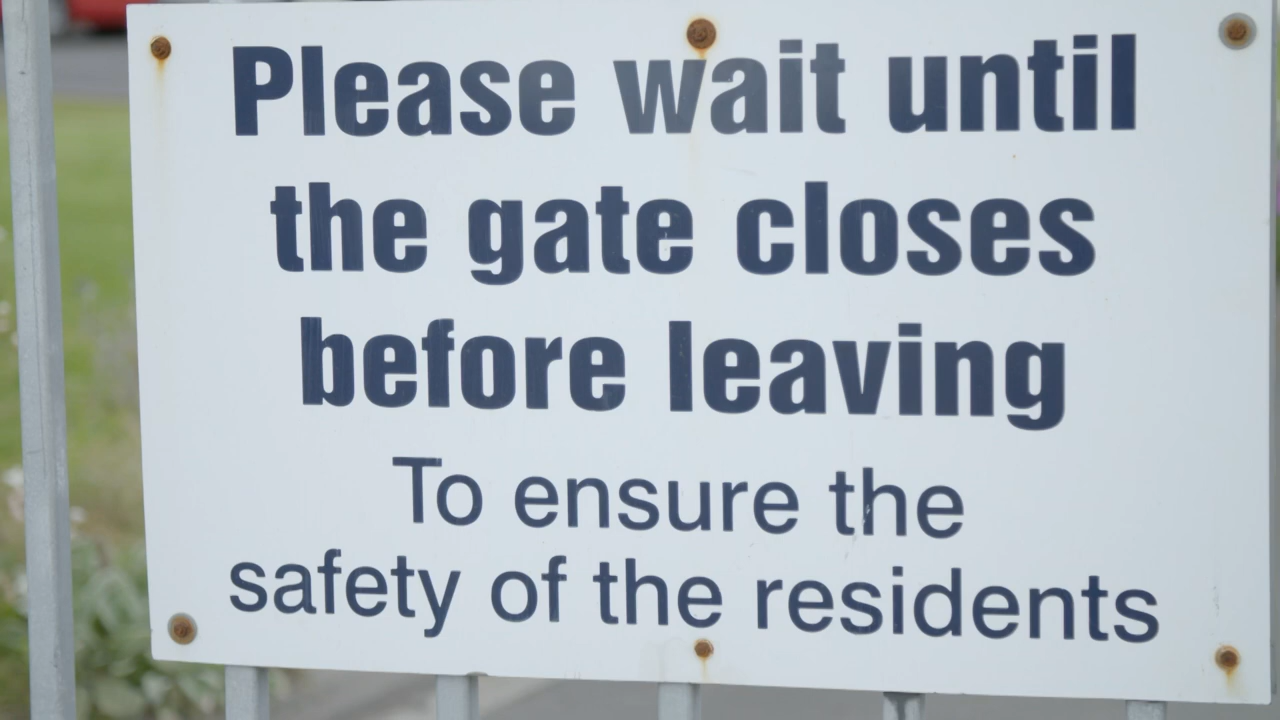 Please wait until
the gate closes
before leaving
To ensure the
safety of the residents